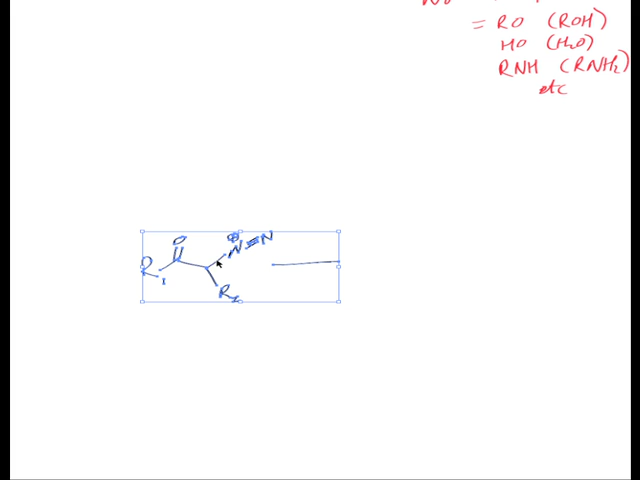 = RO (ROH)
HO (H₂O)
RNH (RNH₂)
etc
O
⊕
N≡N
R₁
R₂